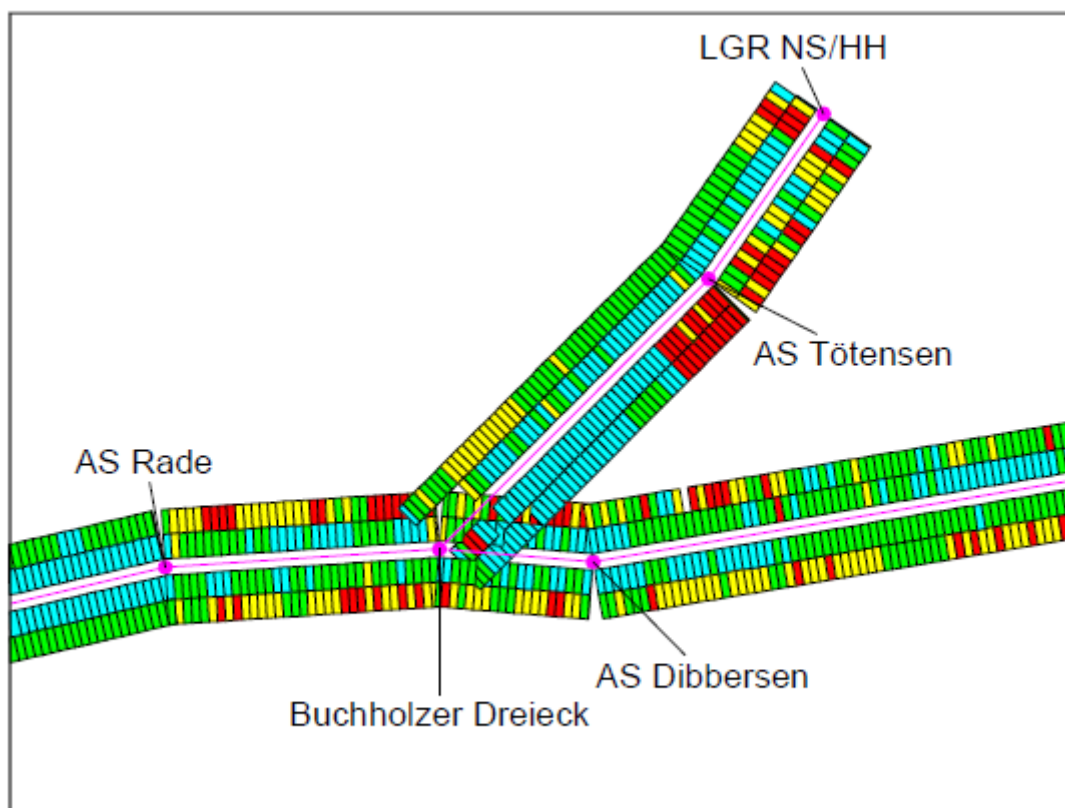 LGR NS/HH
AS Tötensen
AS Rade
AS Dibbersen
Buchholzer Dreieck